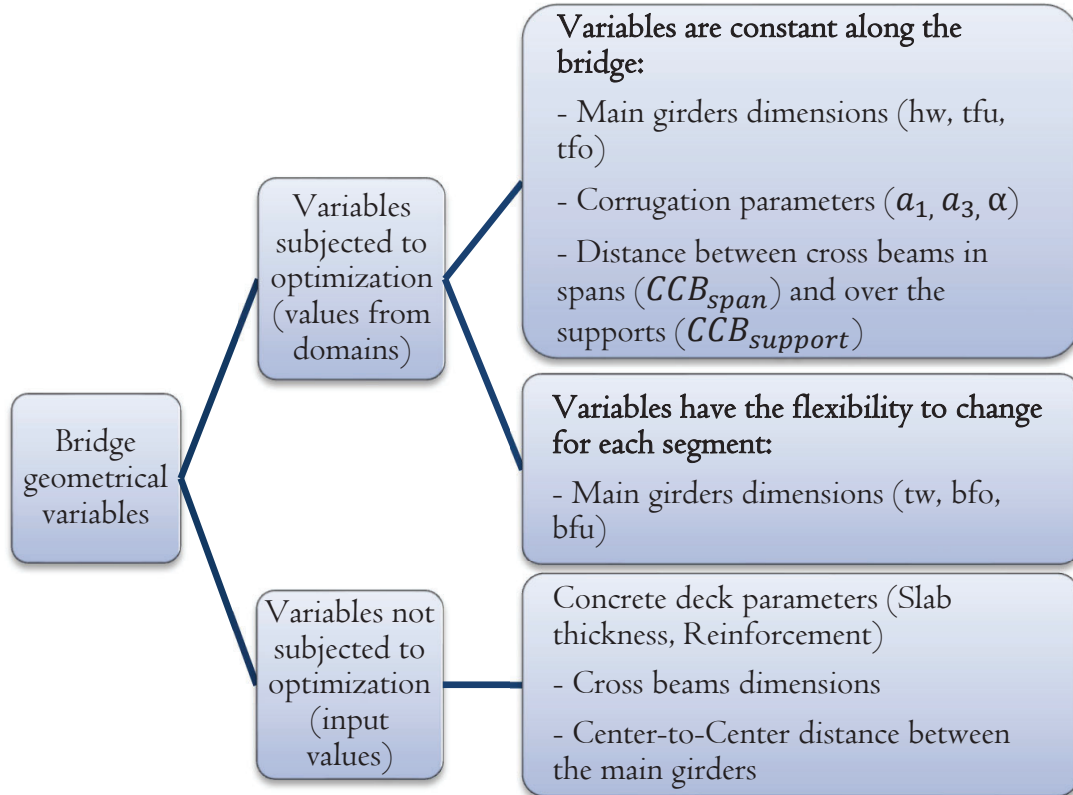 Bridge
geometrical
variables
Variables
subjected to
optimization
(values from
domains)
Variables are constant along the
bridge:
- Main girders dimensions (hw, tfu,
tfo)
- Corrugation parameters (a₁, a₃, α)
- Distance between cross beams in
spans (CCB_span) and over the
supports (CCB_support)
Variables have the flexibility to change
for each segment:
- Main girders dimensions (tw, bfo,
bfu)
Variables not
subjected to
optimization
(input
values)
Concrete deck parameters (Slab
thickness, Reinforcement)
- Cross beams dimensions
- Center-to-Center distance between
the main girders